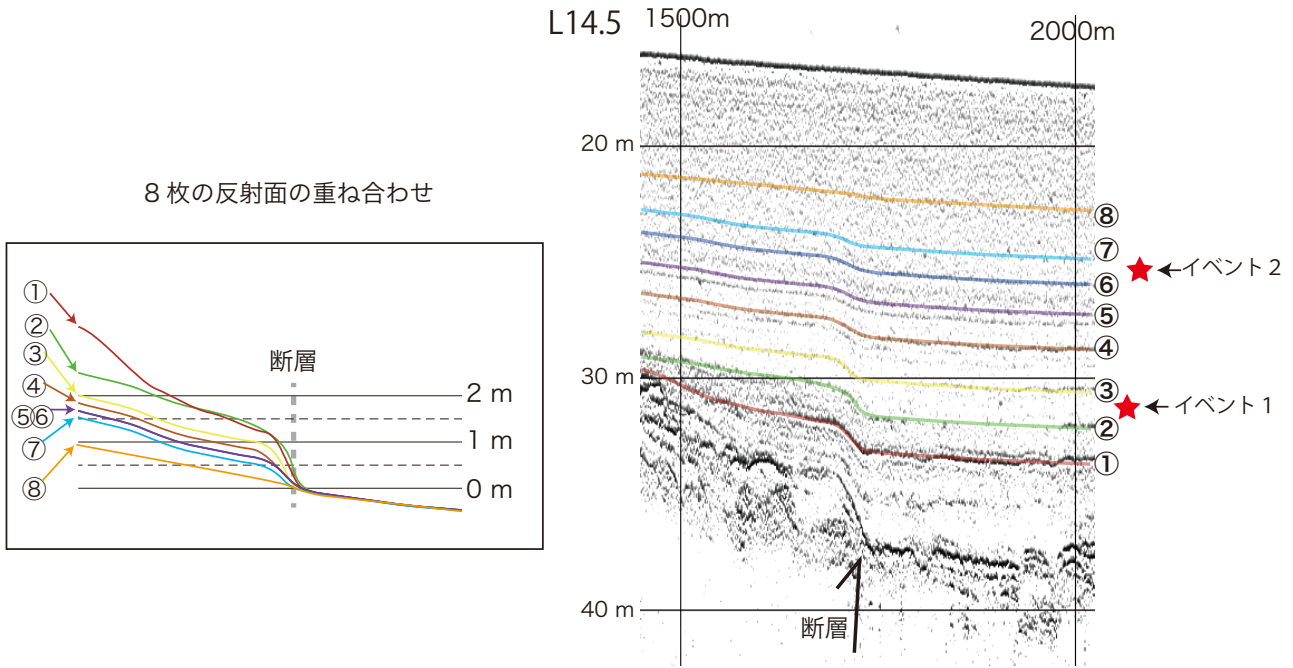 8 枚の反射面の重ね合わせ
①
②
③
④
⑤⑥
⑦
⑧
断層
2 m
1 m
0 m
L14.5
1500m
2000m
20 m
30 m
40 m
⑧
⑦
⑥
⑤
④
③
②
①
←イベント 2
←イベント 1
断層